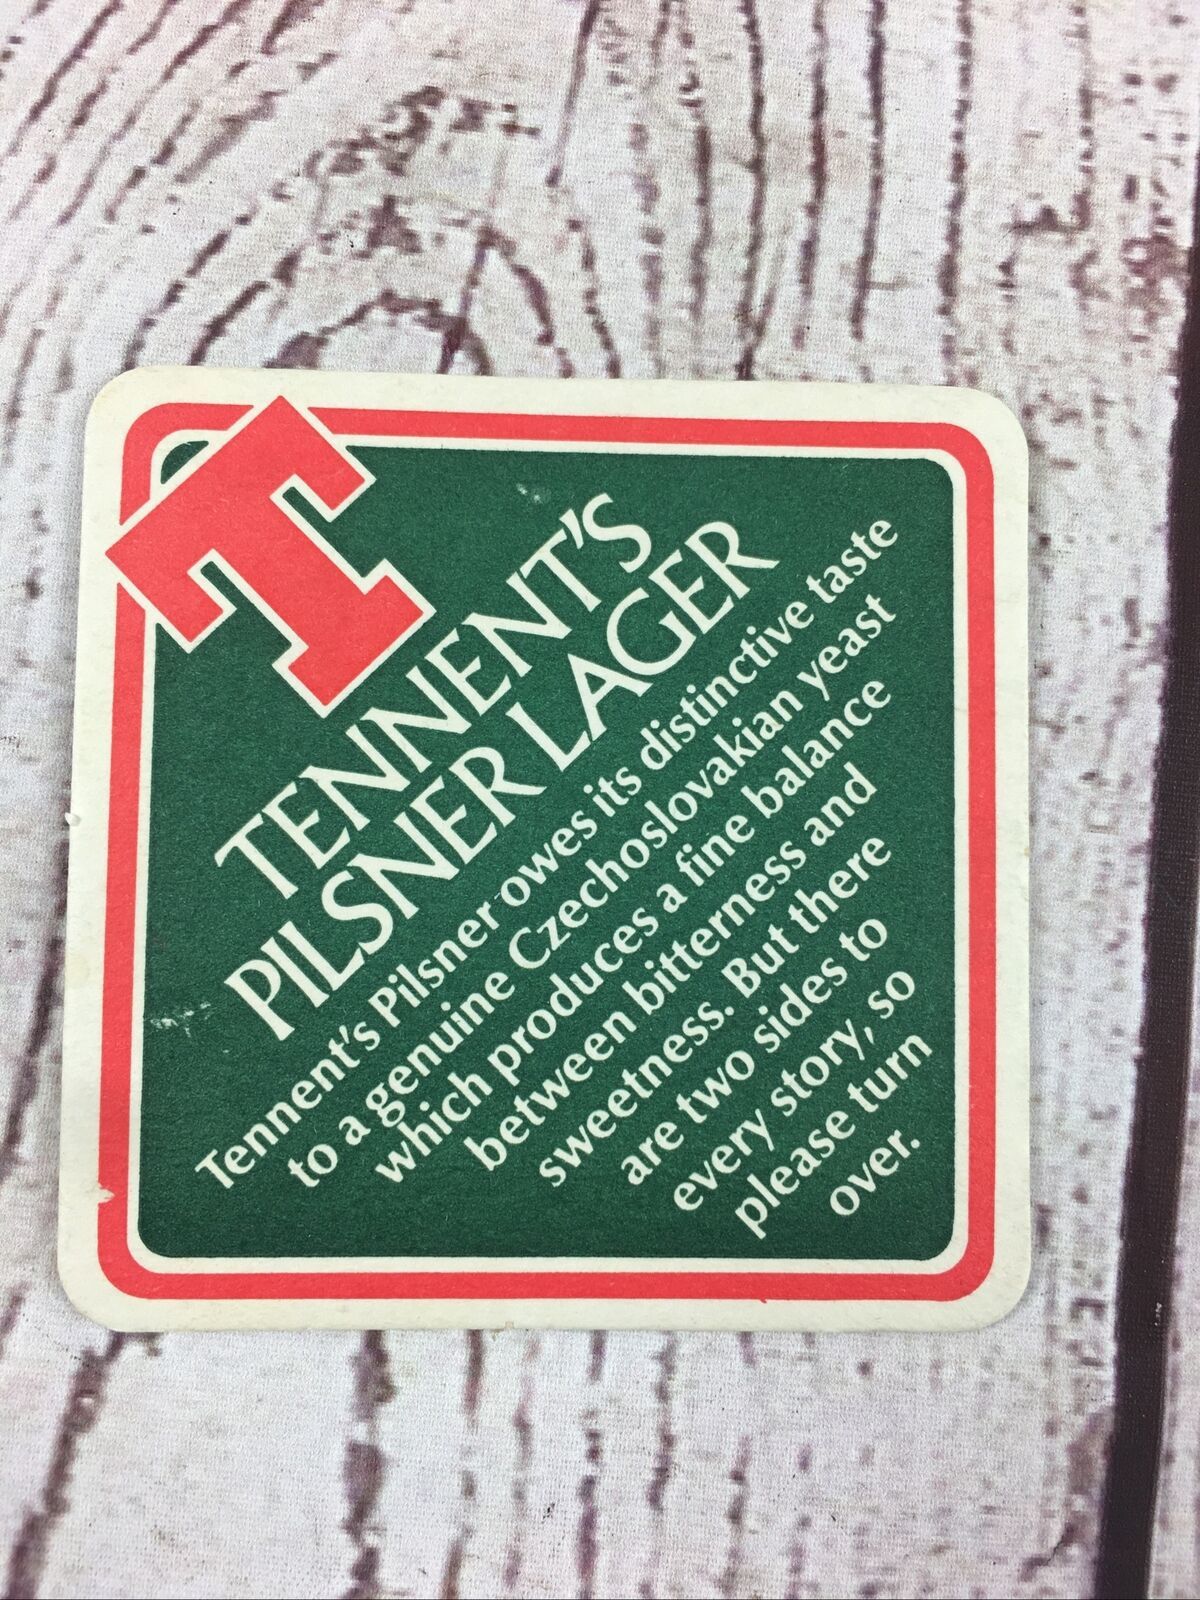 T
TENNENT'S
PILSNER LAGER
Tennent's Pilsner owes its distinctive taste
to a genuine Czechoslovakian yeast
which produces a fine balance
between bitterness and
sweetness. But there
are two sides to
every story, so
please turn
over.